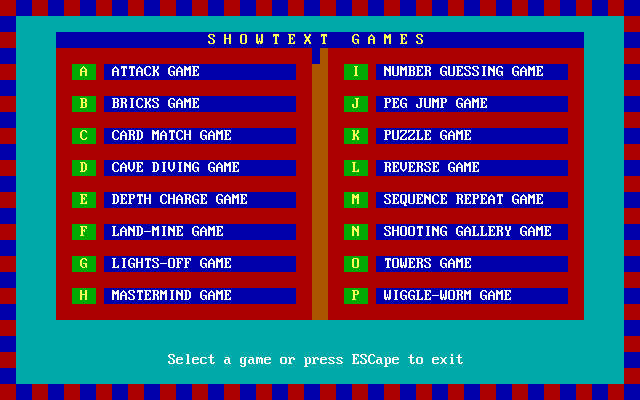 SHOWTEXT GAMES
A ATTACK GAME
B BRICKS GAME
C CARD MATCH GAME
D CAVE DIVING GAME
E DEPTH CHARGE GAME
F LAND-MINE GAME
G LIGHTS-OFF GAME
H MASTERMIND GAME
I NUMBER GUESSING GAME
J PEG JUMP GAME
K PUZZLE GAME
L REVERSE GAME
M SEQUENCE REPEAT GAME
N SHOOTING GALLERY GAME
O TOWERS GAME
P WIGGLE-WORM GAME
Select a game or press ESCape to exit